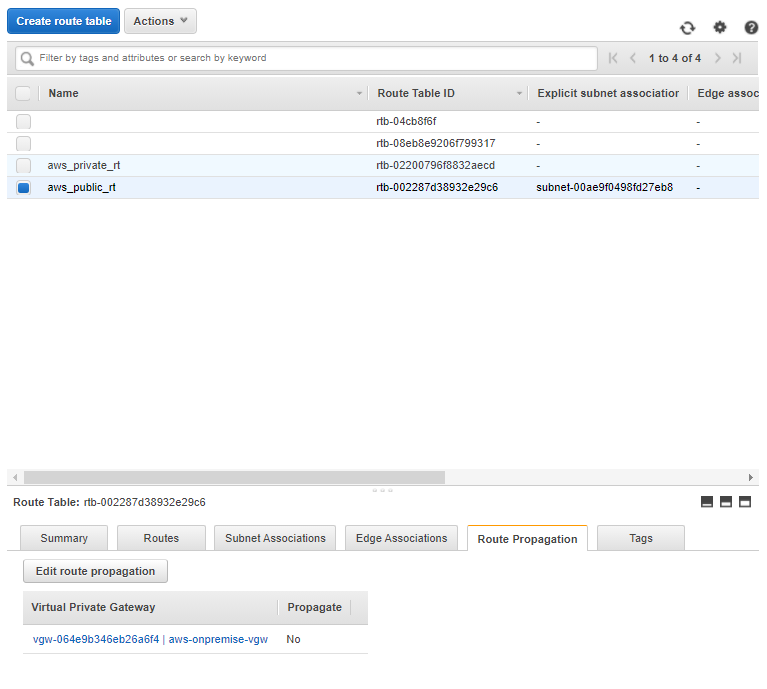 Create route table Actions
Filter by tags and attributes or search by keyword 1 to 4 of 4
Name Route Table ID Explicit subnet association Edge assoc
rtb-04cb8f6f - -
rtb-08eb8e9206f799317 - -
aws_private_rt rtb-02200796f8832aecd - -
aws_public_rt rtb-002287d38932e29c6 subnet-00ae9f0498fd27eb8 -
Route Table: rtb-002287d38932e29c6
Summary Routes Subnet Associations Edge Associations Route Propagation Tags
Edit route propagation
Virtual Private Gateway Propagate
vgw-064e9b346eb26a6f4 | aws-onpremise-vgw No